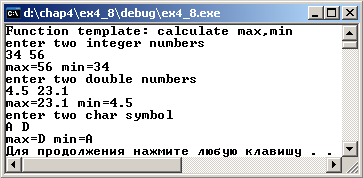 d:\chap4\ex4_8\debug\ex4_8.exe
Function template: calculate max,min
enter two integer numbers
34 56
max=56 min=34
enter two double numbers
4.5 23.1
max=23.1 min=4.5
enter two char symbol
A D
max=D min=A
Для продолжения нажмите любую клавишу . .